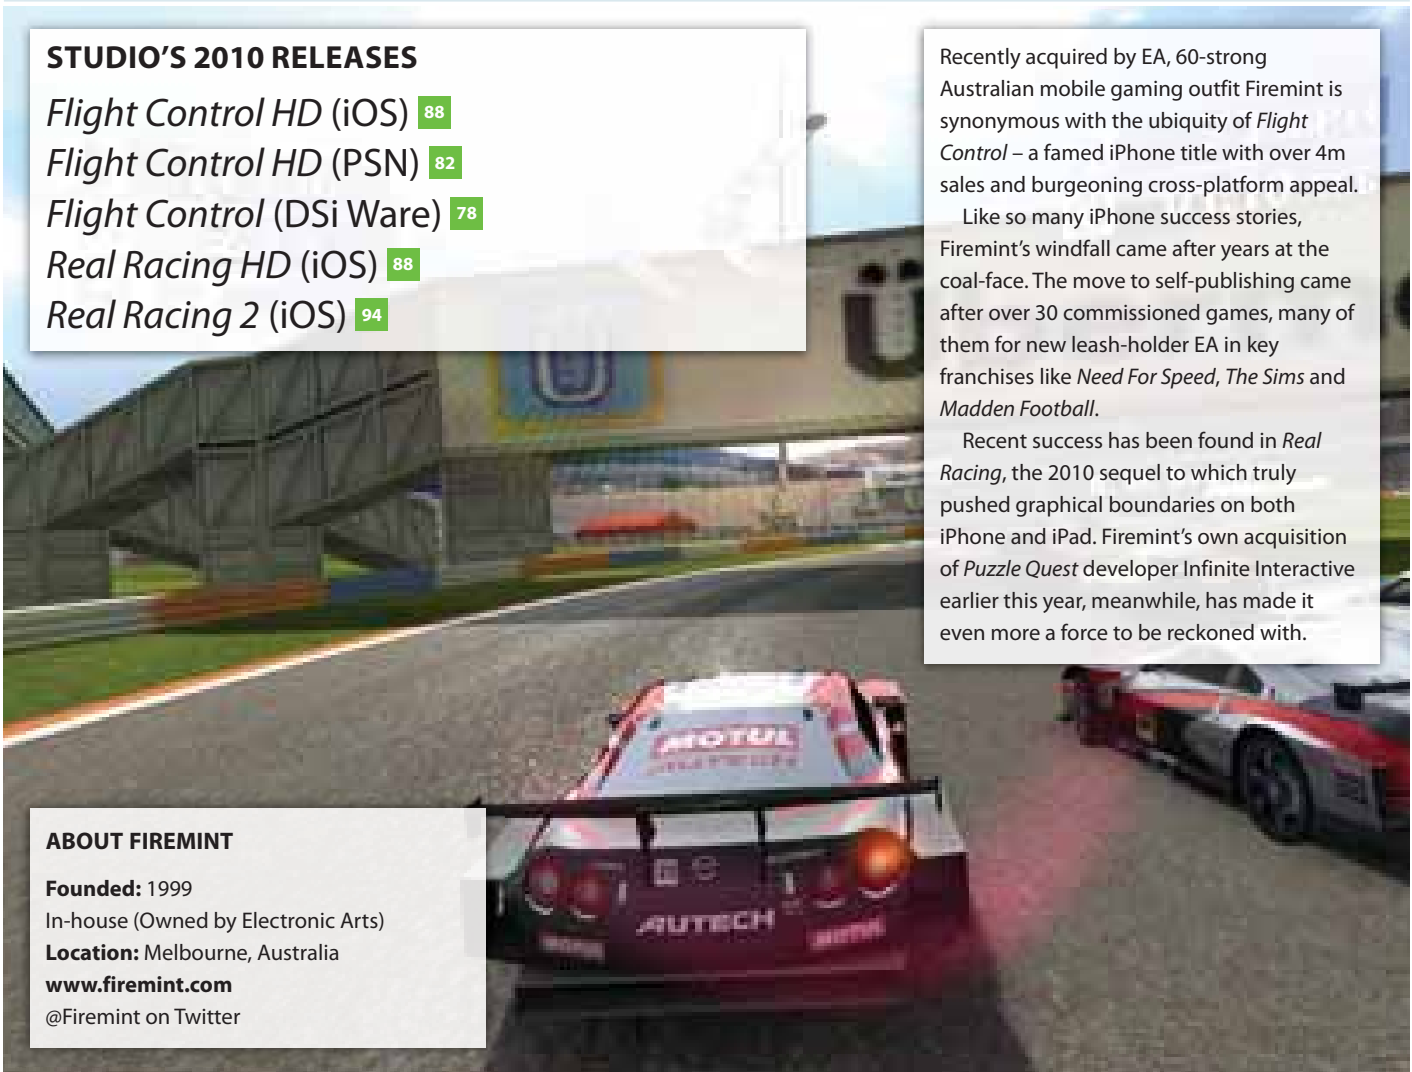 STUDIO’S 2010 RELEASES
Flight Control HD (iOS) 88
Flight Control HD (PSN) 82
Flight Control (DSi Ware) 78
Real Racing HD (iOS) 88
Real Racing 2 (iOS) 94
Recently acquired by EA, 60-strong
Australian mobile gaming outfit Firemint is
synonymous with the ubiquity of Flight
Control – a famed iPhone title with over 4m
sales and burgeoning cross-platform appeal.
Like so many iPhone success stories,
Firemint’s windfall came after years at the
coal-face. The move to self-publishing came
after over 30 commissioned games, many of
them for new leash-holder EA in key
franchises like Need For Speed, The Sims and
Madden Football.
Recent success has been found in Real
Racing, the 2010 sequel to which truly
pushed graphical boundaries on both
iPhone and iPad. Firemint’s own acquisition
of Puzzle Quest developer Infinite Interactive
earlier this year, meanwhile, has made it
even more a force to be reckoned with.
MOTUL
AUTECH
MOTUL
ABOUT FIREMINT
Founded: 1999
In-house (Owned by Electronic Arts)
Location: Melbourne, Australia
www.firemint.com
@Firemint on Twitter